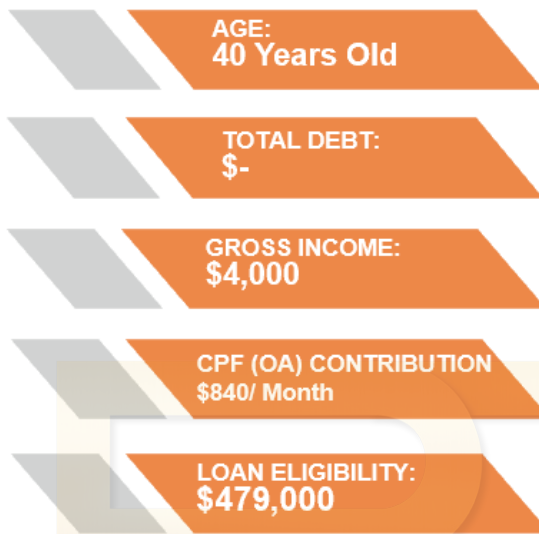 AGE:
40 Years Old
TOTAL DEBT:
$-
GROSS INCOME:
$4,000
CPF (OA) CONTRIBUTION
$840/ Month
LOAN ELIGIBILITY:
$479,000